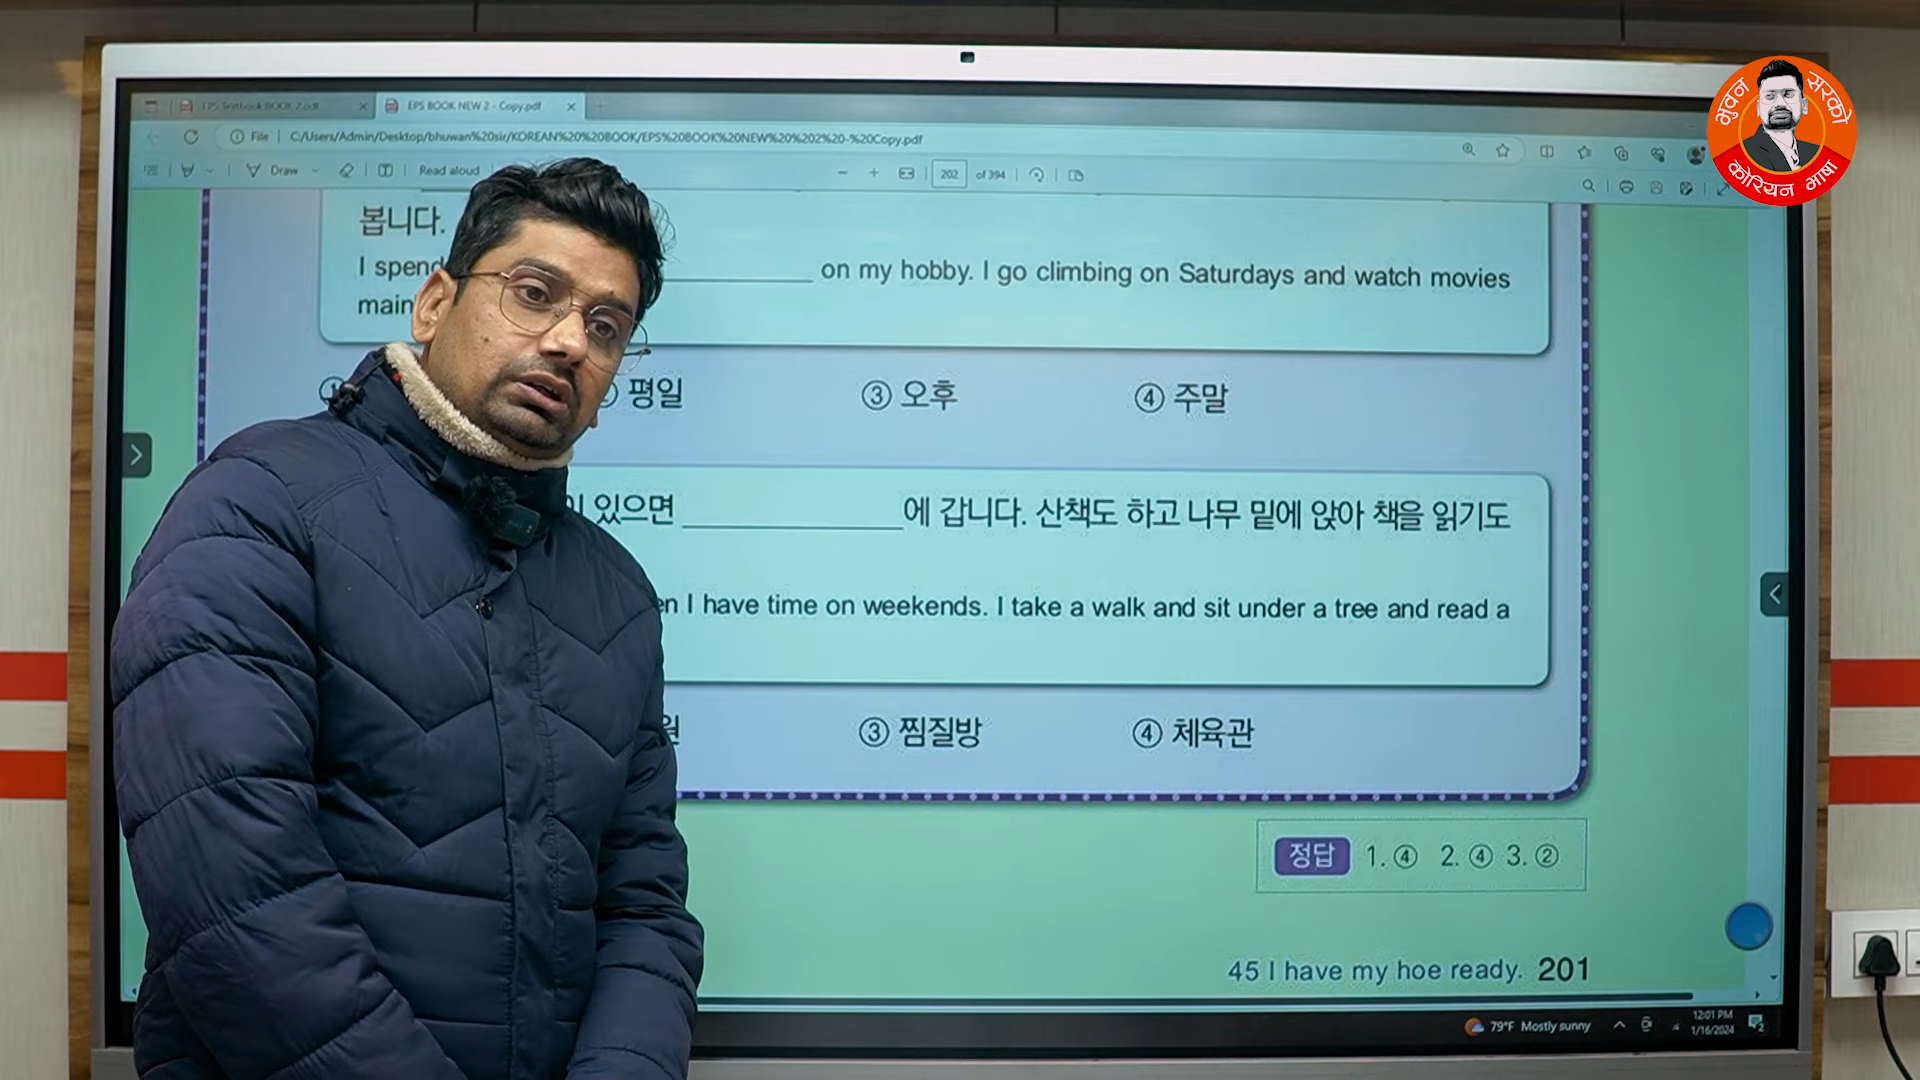 EPS Textbook BOOK 2.pdf
EPS BOOK NEW 2 - Copy.pdf
File
C:/Users/Admin/Desktop/bhuwan%20sir/KOREAN%20%20BOOK/EPS%20BOOK%20NEW%20%202%20-%20Copy.pdf
Draw
Read aloud
202 of 394
भुवन सरको
कोरियन भाषा
봅니다.
I spend on my hobby. I go climbing on Saturdays and watch movies
평일 ③ 오후 ④ 주말
있으면 에 갑니다. 산책도 하고 나무 밑에 앉아 책을 읽기도
I have time on weekends. I take a walk and sit under a tree and read a
③ 찜질방 ④ 체육관
정답 1. ④ 2. ④ 3. ②
45 I have my hoe ready. 201
79°F Mostly sunny
12:01 PM
1/16/2024